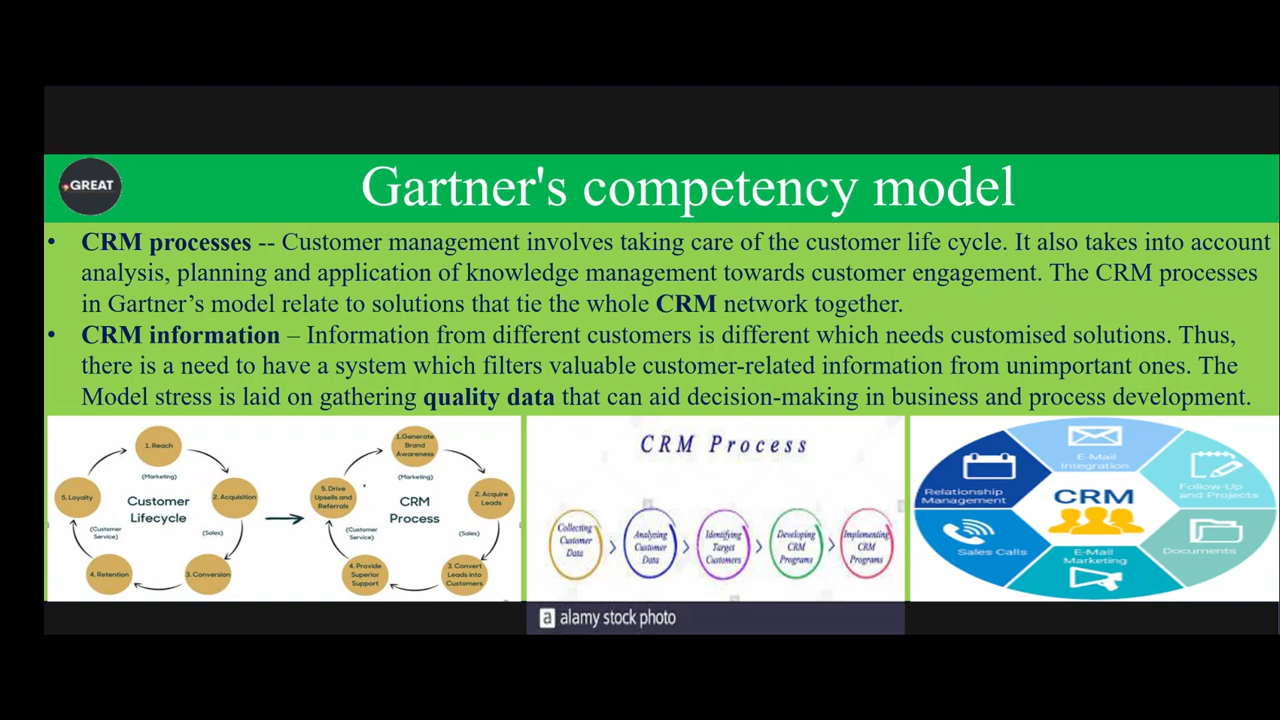 GREAT
Gartner's competency model
• CRM processes -- Customer management involves taking care of the customer life cycle. It also takes into account
analysis, planning and application of knowledge management towards customer engagement. The CRM processes
in Gartner’s model relate to solutions that tie the whole CRM network together.
• CRM information – Information from different customers is different which needs customised solutions. Thus,
there is a need to have a system which filters valuable customer-related information from unimportant ones. The
Model stress is laid on gathering quality data that can aid decision-making in business and process development.
1.Reach
(Marketing)
5. Loyalty
Customer
Lifecycle
2. Acquisition
(Customer
Service)
(Sales)
4. Retention
3. Conversion
1.Generate
Brand
Awareness
(Marketing)
5. Drive
Upsells and
Referrals
CRM
Process
2. Acquire
Leads
(Customer
Service)
(Sales)
4. Provide
Superior
Support
3. Convert
Leads into
Customers
CRM Process
Collecting
Customer
Data
Analyzing
Customer
Data
Identifying
Target
Customers
Developing
CRM
Programs
Implementing
CRM
Programs
a alamy stock photo
E-Mail
Integration
Relationship
Management
Follow-Up
and Projects
CRM
Sales Calls
Documents
E-Mail
Marketing